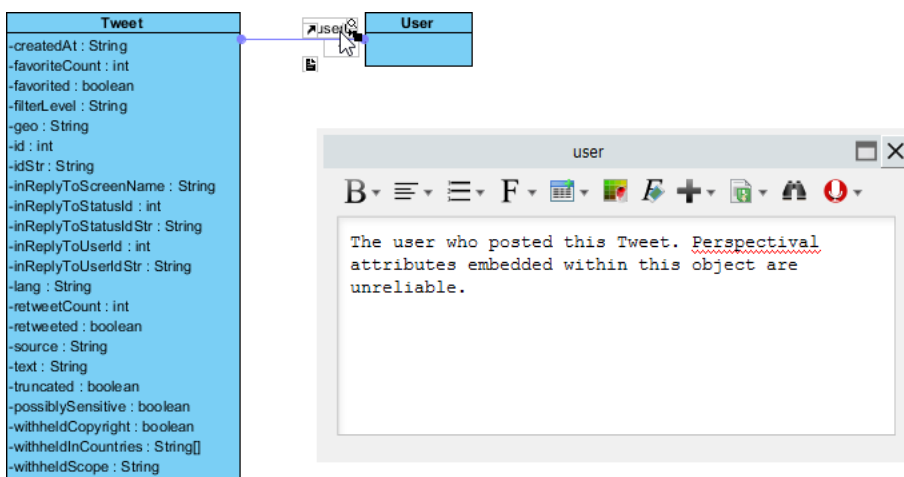 Tweet
-createdAt : String
-favoriteCount : int
-favorited : boolean
-filterLevel : String
-geo : String
-id : int
-idStr : String
-inReplyToScreenName : String
-inReplyToStatusId : int
-inReplyToStatusIdStr : String
-inReplyToUserId : int
-inReplyToUserIdStr : String
-lang : String
-retweetCount : int
-retweeted : boolean
-source : String
-text : String
-truncated : boolean
-possiblySensitive : boolean
-withheldCopyright : boolean
-withheldInCountries : String[]
-withheldScope : String
user
User
user
B F F
The user who posted this Tweet. Perspectival
attributes embedded within this object are
unreliable.